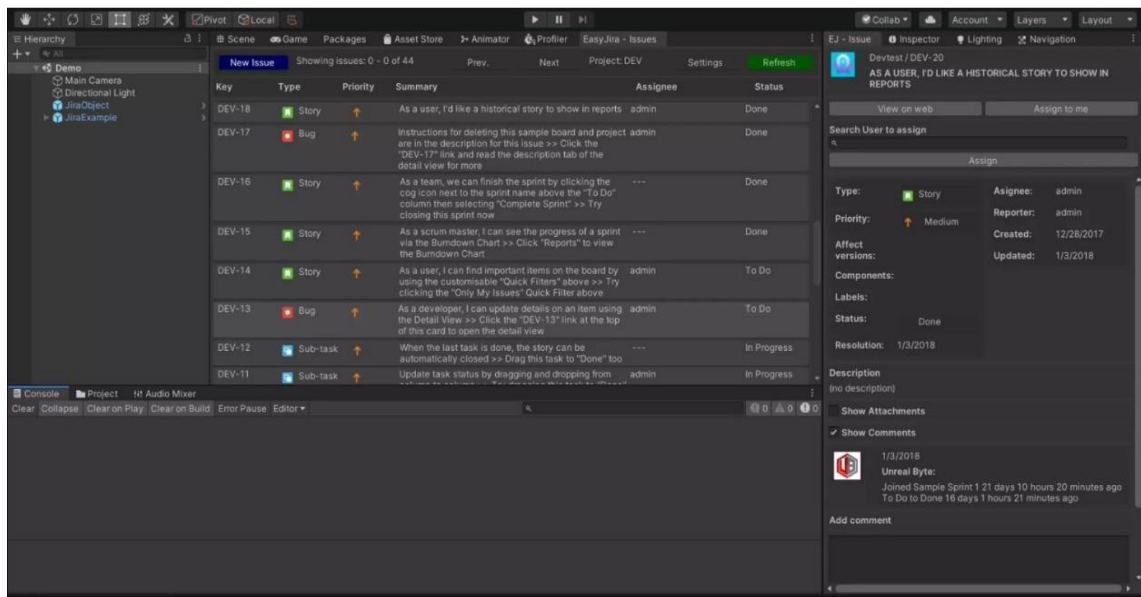 Pivot Local Collab Account Layers Layout
Hierarchy
All
Demo
Main Camera
Directional Light
JiraObject
JiraExample
Scene Game Packages Asset Store Animator Profiler EasyJira - Issues
New Issue Showing issues: 0 - 0 of 44 Prev. Next Project: DEV Settings Refresh
Key Type Priority Summary Assignee Status
DEV-18 Story As a user, I'd like a historical story to show in reports admin Done
DEV-17 Bug Instructions for deleting this sample board and project admin Done
are in the description for this issue >> Click the
"DEV-17" link and read the description tab of the
detail view for more
DEV-16 Story As a team, we can finish the sprint by clicking the --- Done
cog icon next to the sprint name above the "To Do"
column then selecting "Complete Sprint" >> Try
closing this sprint now
DEV-15 Story As a scrum master, I can see the progress of a sprint --- Done
via the Burndown Chart >> Click "Reports" to view
the Burndown Chart
DEV-14 Story As a user, I can find important items on the board by admin To Do
using the customisable "Quick Filters" above >> Try
clicking the "Only My Issues" Quick Filter above
DEV-13 Bug As a developer, I can update details on an item using admin To Do
the Detail View >> Click the "DEV-13" link at the top
of this card to open the detail view
DEV-12 Sub-task When the last task is done, the story can be --- In Progress
automatically closed >> Drag this task to "Done" too
DEV-11 Sub-task Update task status by dragging and dropping from admin In Progress
Console Project Audio Mixer
Clear Collapse Clear on Play Clear on Build Error Pause Editor 0 0 0
EJ - Issue Inspector Lighting Navigation
Devtest / DEV-20
AS A USER, I'D LIKE A HISTORICAL STORY TO SHOW IN
REPORTS
View on web Assign to me
Search User to assign
Assign
Type: Story Asignee: admin
Priority: Medium Reporter: admin
Created: 12/28/2017
Affect
versions: Updated: 1/3/2018
Components:
Labels:
Status: Done
Resolution: 1/3/2018
Description
(no description)
Show Attachments
Show Comments
1/3/2018
Unreal Byte:
Joined Sample Sprint 1 21 days 10 hours 20 minutes ago
To Do to Done 16 days 1 hours 21 minutes ago
Add comment